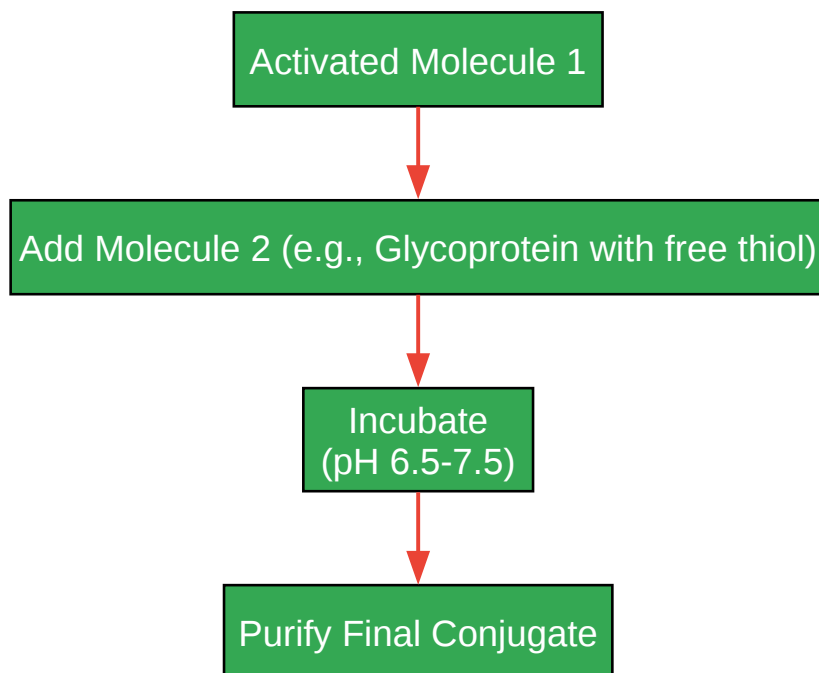 Activated Molecule 1
Add Molecule 2 (e.g., Glycoprotein with free thiol)
Incubate
(pH 6.5-7.5)
Purify Final Conjugate